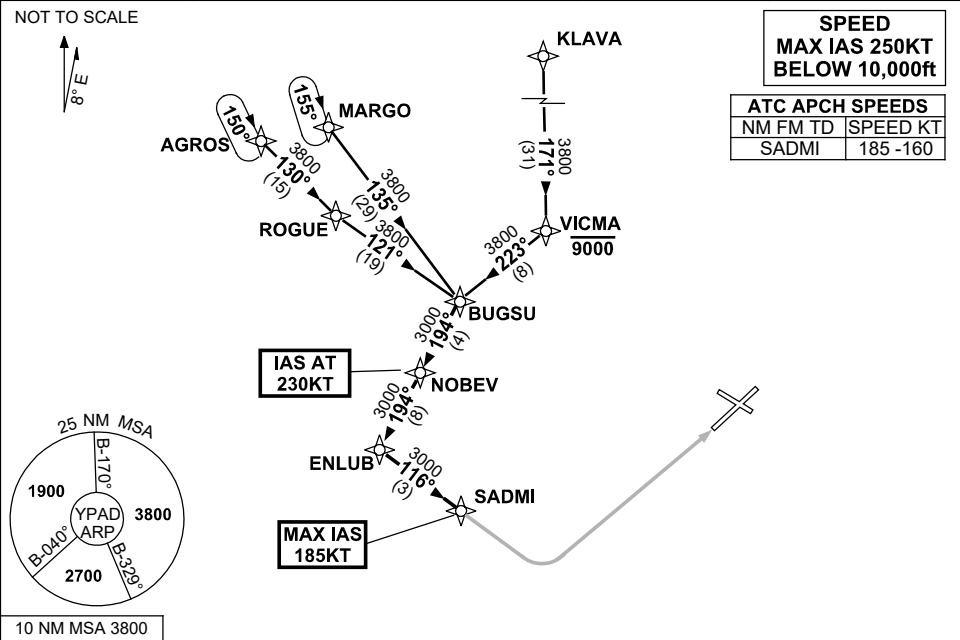 NOT TO SCALE
8° E
SPEED
MAX IAS 250KT
BELOW 10,000ft
ATC APCH SPEEDS
NM FM TD SPEED KT
SADMI 185 -160
KLAVA
3800
171°
(31)
MARGO
155°
AGROS
150°
3800
130°
(15)
3800
135°
(29)
ROGUE
3800
121°
(19)
VICMA
9000
3800
223°
(8)
BUGSU
3000
194°
(4)
IAS AT
230KT
NOBEV
3000
194°
(8)
ENLUB
3000
116°
(3)
SADMI
MAX IAS
185KT
25 NM MSA
B-170°
1900
YPAD
ARP
3800
B-040°
B-329°
2700
10 NM MSA 3800